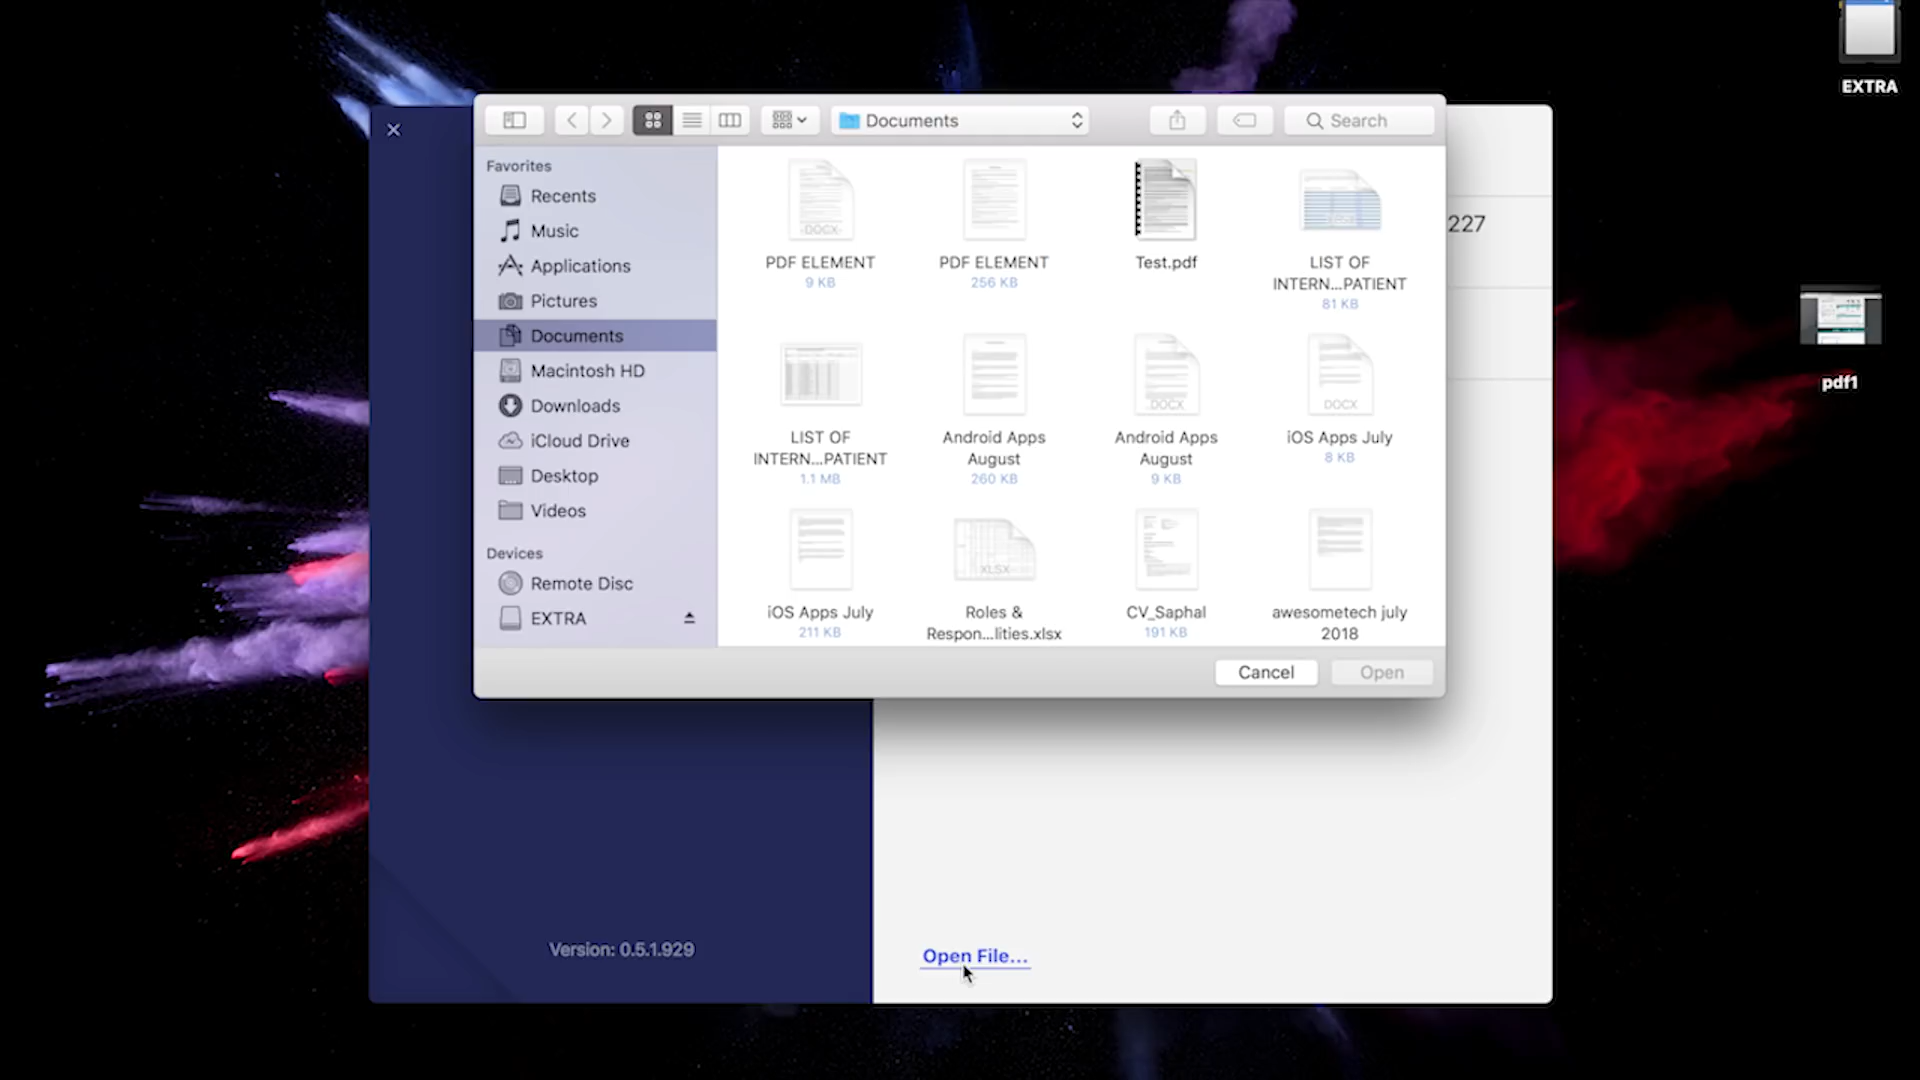 EXTRA
Documents
Search
Favorites
Recents
Music
Applications
Pictures
Documents
Macintosh HD
Downloads
iCloud Drive
Desktop
Videos
Devices
Remote Disc
EXTRA
DOCX
PDF ELEMENT
9 KB
PDF ELEMENT
256 KB
Test.pdf
LIST OF
INTERN...PATIENT
81 KB
LIST OF
INTERN...PATIENT
1.1 MB
Android Apps
August
260 KB
DOCX
Android Apps
August
9 KB
DOCX
iOS Apps July
8 KB
iOS Apps July
211 KB
XLSX
Roles &
Respon...lities.xlsx
CV_Saphal
191 KB
awesometech july
2018
Cancel
Open
227
pdf1
Version: 0.5.1.929
Open File...